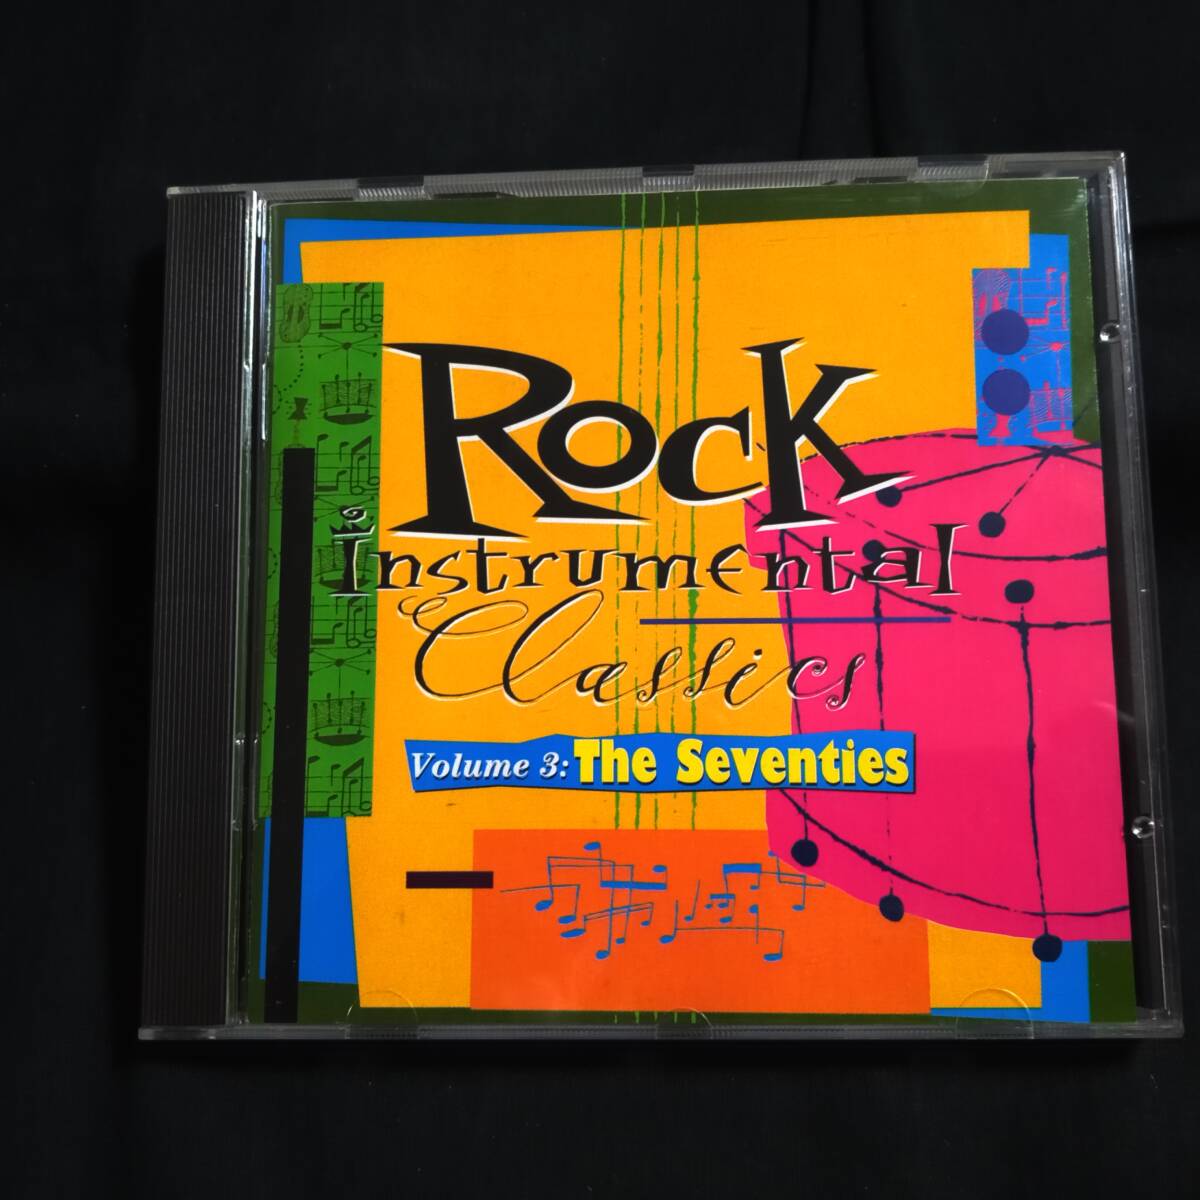 Rock
Instrumental
Classics
Volume 3: The Seventies